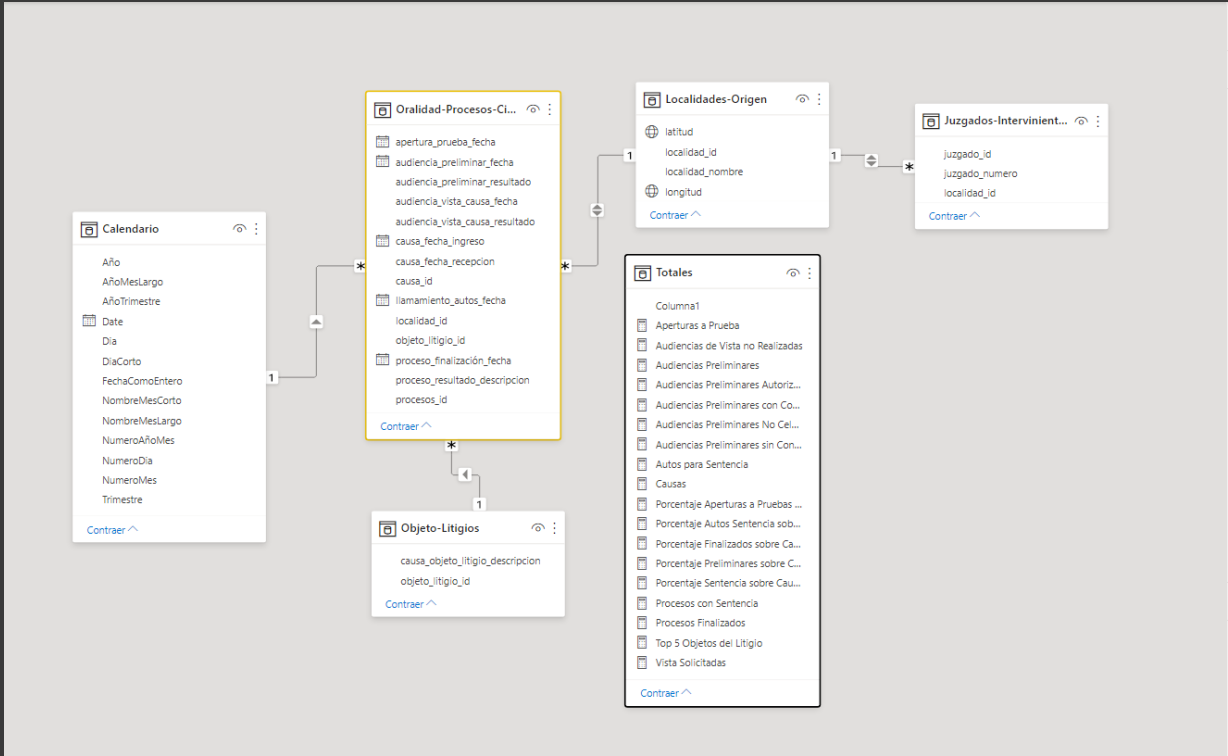 Calendario
Año
AñoMesLargo
AñoTrimestre
Date
Dia
DiaCorto
FechaComoEntero
NombreMesCorto
NombreMesLargo
NumeroAñoMes
NumeroDia
NumeroMes
Trimestre
Contraer
1
*
Oralidad-Procesos-Ci...
apertura_prueba_fecha
audiencia_preliminar_fecha
audiencia_preliminar_resultado
audiencia_vista_causa_fecha
audiencia_vista_causa_resultado
causa_fecha_ingreso
causa_fecha_recepcion
causa_id
llamamiento_autos_fecha
localidad_id
objeto_litigio_id
proceso_finalización_fecha
proceso_resultado_descripcion
procesos_id
Contraer
*
1
Objeto-Litigios
causa_objeto_litigio_descripcion
objeto_litigio_id
Contraer
*
1
Localidades-Origen
latitud
localidad_id
localidad_nombre
longitud
Contraer
1
*
Juzgados-Intervinient...
juzgado_id
juzgado_numero
localidad_id
Contraer
Totales
Columna1
Aperturas a Prueba
Audiencias de Vista no Realizadas
Audiencias Preliminares
Audiencias Preliminares Autoriz...
Audiencias Preliminares con Co...
Audiencias Preliminares No Cel...
Audiencias Preliminares sin Con...
Autos para Sentencia
Causas
Porcentaje Aperturas a Pruebas ...
Porcentaje Autos Sentencia sob...
Porcentaje Finalizados sobre Ca...
Porcentaje Preliminares sobre C...
Porcentaje Sentencia sobre Cau...
Procesos con Sentencia
Procesos Finalizados
Top 5 Objetos del Litigio
Vista Solicitadas
Contraer